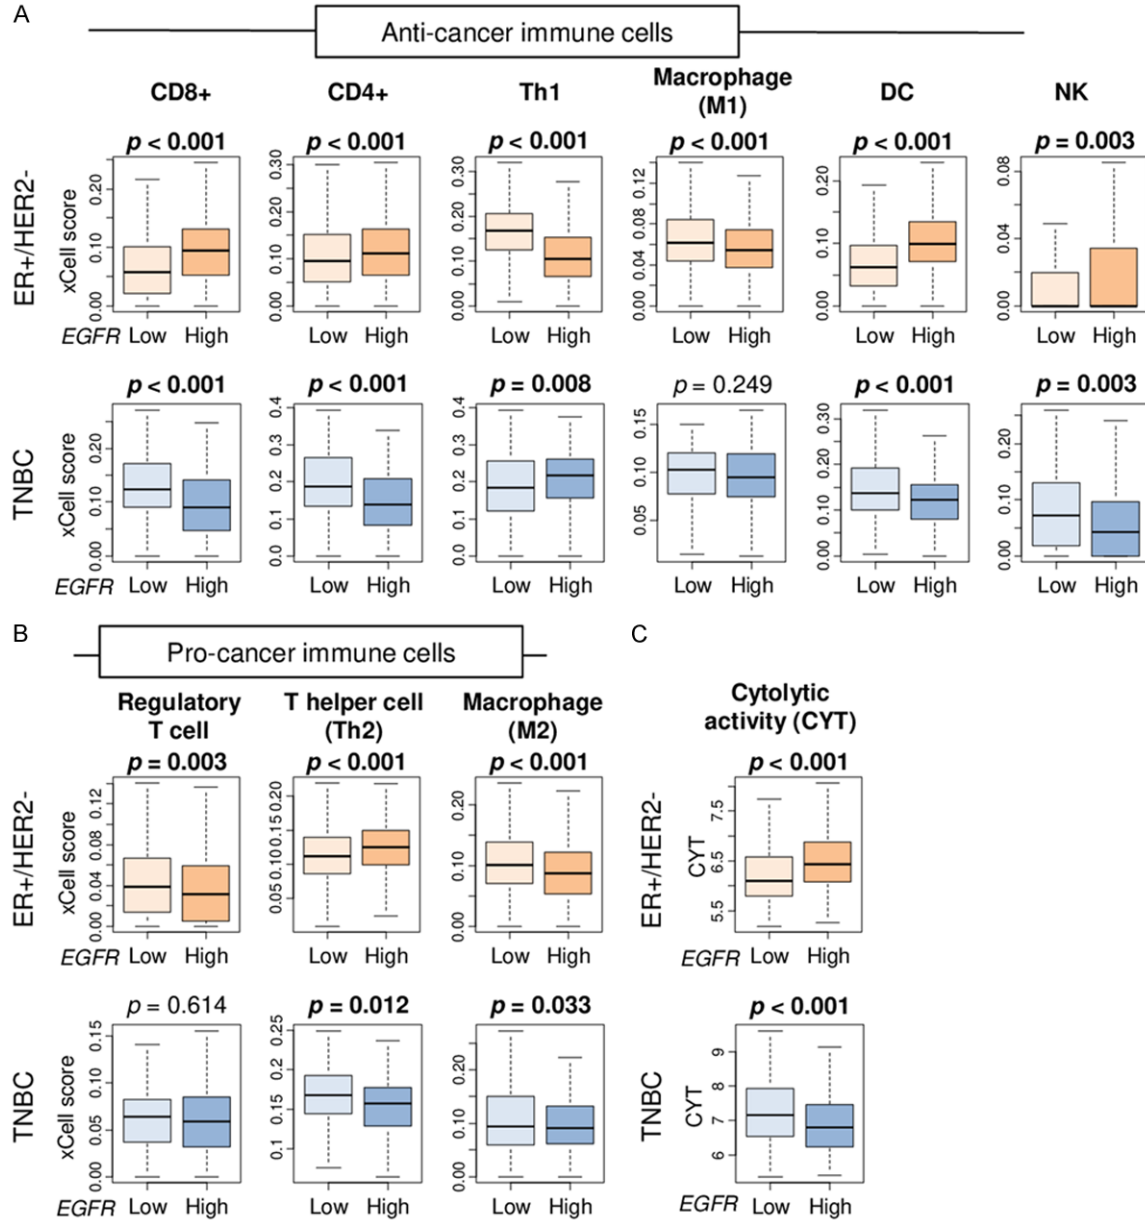 A
Anti-cancer immune cells
CD8+ CD4+ Th1 Macrophage (M1) DC NK
p < 0.001 p < 0.001 p < 0.001 p < 0.001 p < 0.001 p = 0.003
ER+/HER2-
xCell score
0.20 0.10 0.00
0.30 0.20 0.10 0.00
0.30 0.20 0.10 0.00
0.12 0.08 0.04 0.00
0.20 0.10 0.00
0.08 0.04 0.00
EGFR Low High Low High Low High Low High Low High Low High
p < 0.001 p < 0.001 p = 0.008 p = 0.249 p < 0.001 p = 0.003
TNBC
xCell score
0.20 0.10 0.00
0.4 0.3 0.2 0.1 0.0
0.4 0.3 0.2 0.1 0.0
0.15 0.10 0.05
0.30 0.20 0.10 0.00
0.20 0.10 0.00
EGFR Low High Low High Low High Low High Low High Low High
B
Pro-cancer immune cells
Regulatory T cell
T helper cell (Th2)
Macrophage (M2)
p = 0.003 p < 0.001 p < 0.001
ER+/HER2-
xCell score
0.12 0.08 0.04 0.00
0.20 0.15 0.10 0.05
0.20 0.10 0.00
EGFR Low High Low High Low High
p = 0.614 p = 0.012 p = 0.033
TNBC
xCell score
0.15 0.10 0.05 0.00
0.25 0.2 0.15 0.1
0.20 0.10 0.00
EGFR Low High Low High Low High
C
Cytolytic
activity (CYT)
p < 0.001
ER+/HER2-
CYT
7.5 6.5 5.5
EGFR Low High
p < 0.001
TNBC
CYT
9 8 7 6
EGFR Low High